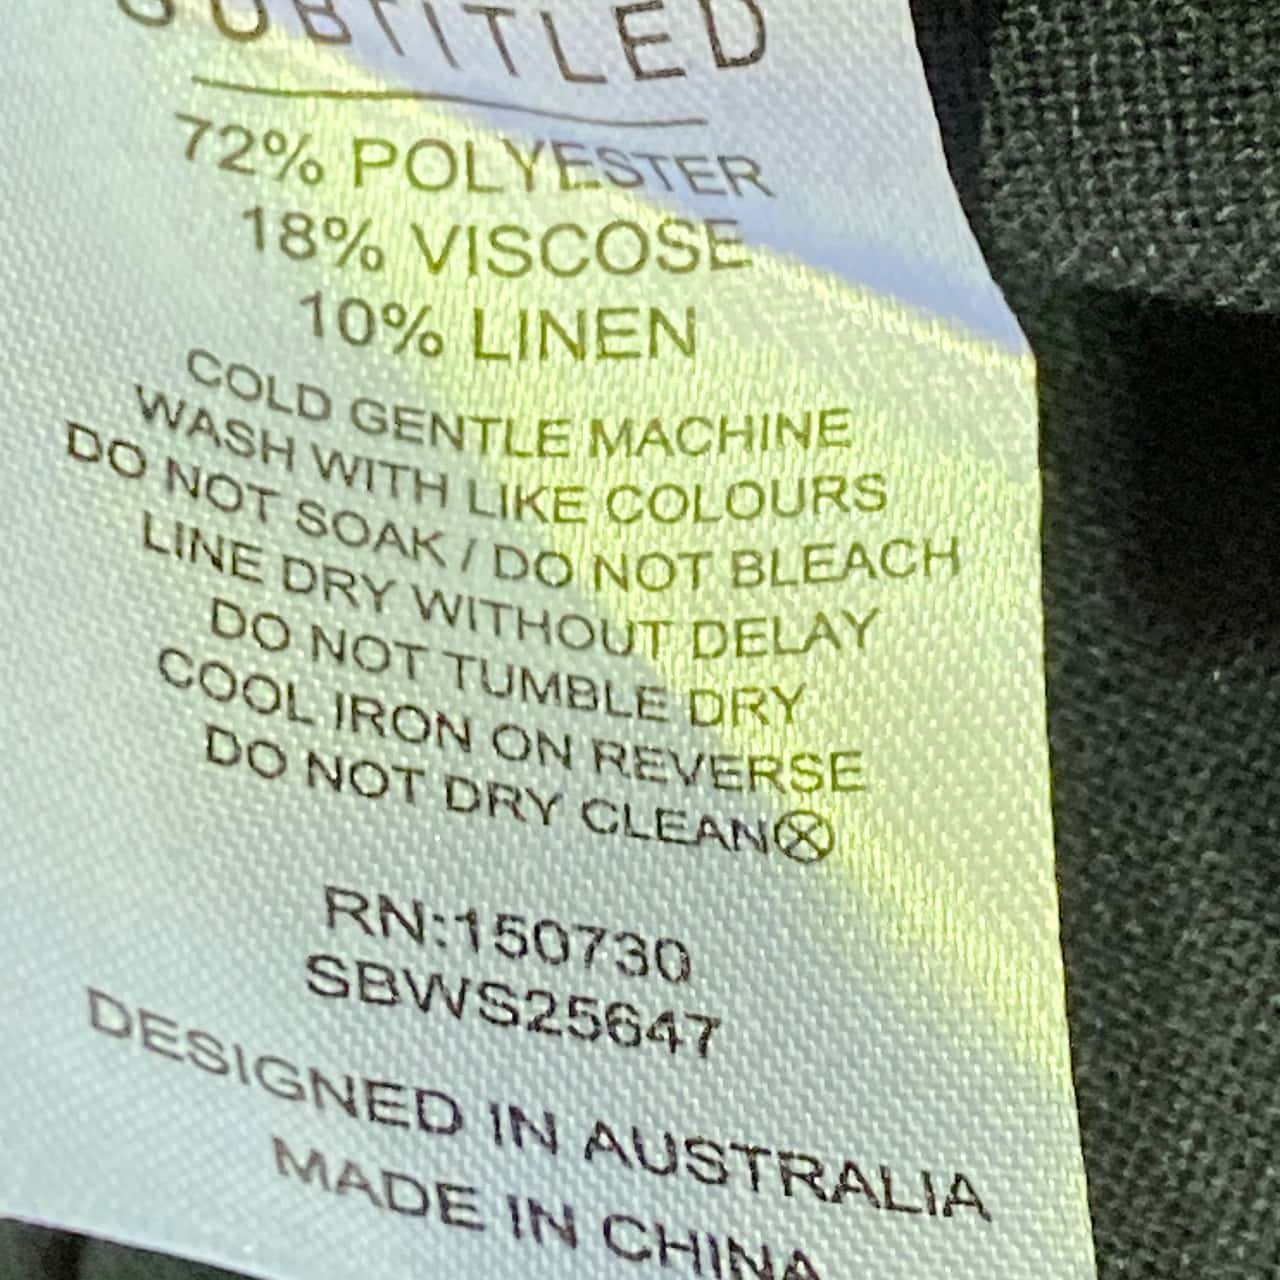 SUBTITLED
72% POLYESTER
18% VISCOSE
10% LINEN
COLD GENTLE MACHINE
WASH WITH LIKE COLOURS
DO NOT SOAK / DO NOT BLEACH
LINE DRY WITHOUT DELAY
DO NOT TUMBLE DRY
COOL IRON ON REVERSE
DO NOT DRY CLEAN
RN:150730
SBWS25647
DESIGNED IN AUSTRALIA
MADE IN CHINA